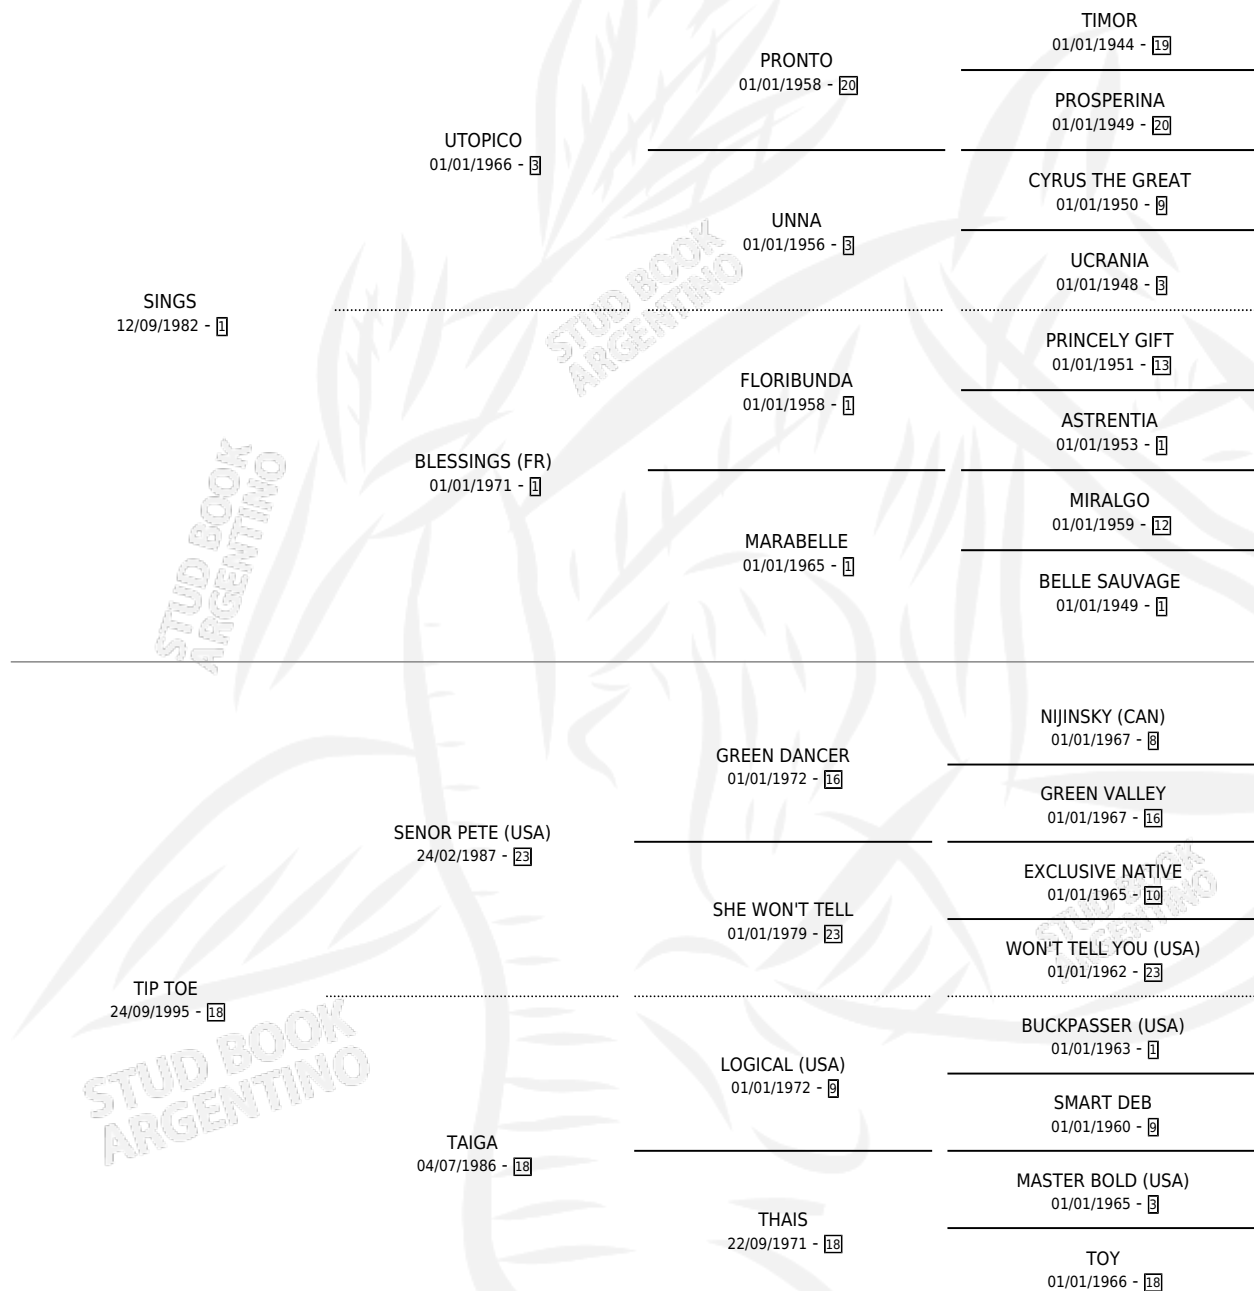 TIMOR
01/01/1944 - 19
PRONTO
01/01/1958 - 20
PROSPERINA
01/01/1949 - 20
UTOPICO
01/01/1966 - 3
CYRUS THE GREAT
01/01/1950 - 9
UNNA
01/01/1956 - 3
UCRANIA
01/01/1948 - 3
SINGS
12/09/1982 - 1
PRINCELY GIFT
01/01/1951 - 13
FLORIBUNDA
01/01/1958 - 1
ASTRENTIA
01/01/1953 - 1
BLESSINGS (FR)
01/01/1971 - 1
MIRALGO
01/01/1959 - 12
MARABELLE
01/01/1965 - 1
BELLE SAUVAGE
01/01/1949 - 1
NIJINSKY (CAN)
01/01/1967 - 8
GREEN DANCER
01/01/1972 - 16
GREEN VALLEY
01/01/1967 - 16
SENOR PETE (USA)
24/02/1987 - 23
EXCLUSIVE NATIVE
01/01/1965 - 10
SHE WON'T TELL
01/01/1979 - 23
WON'T TELL YOU (USA)
01/01/1962 - 23
TIP TOE
24/09/1995 - 18
BUCKPASSER (USA)
01/01/1963 - 1
LOGICAL (USA)
01/01/1972 - 9
SMART DEB
01/01/1960 - 9
TAIGA
04/07/1986 - 18
MASTER BOLD (USA)
01/01/1965 - 3
THAIS
22/09/1971 - 18
TOY
01/01/1966 - 18
STUD BOOK
ARGENTINO
STUD BOOK
ARGENTINO
STUD BOOK
ARGENTINO
STUD BOOK
ARGENTINO